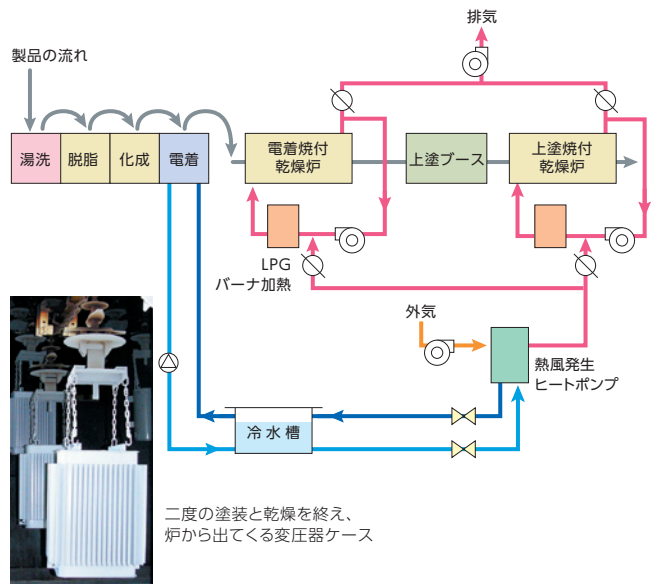 排気
製品の流れ
湯洗
脱脂
化成
電着
電着焼付
乾燥炉
上塗ブース
上塗焼付
乾燥炉
LPG
バーナ加熱
外気
熱風発生
ヒートポンプ
冷水槽
二度の塗装と乾燥を終え、
炉から出てくる変圧器ケース